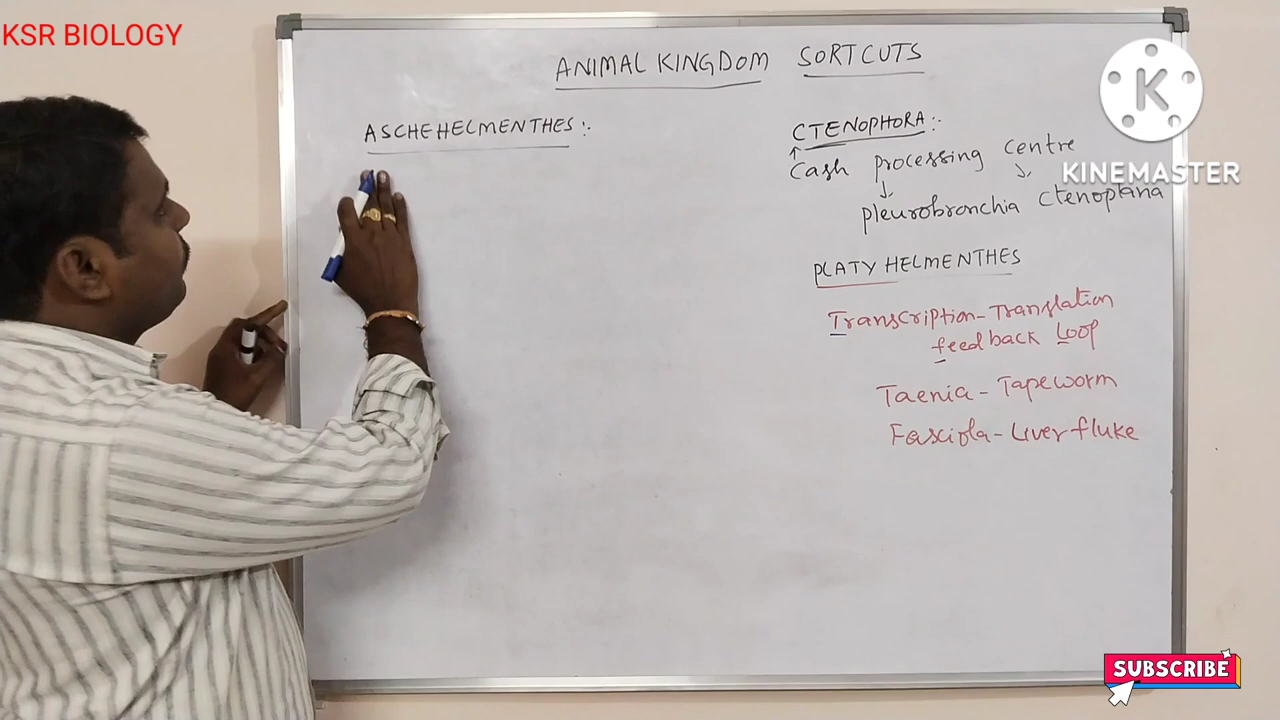 KSR BIOLOGY
ANIMAL KINGDOM SORTCUTS
ASCHEHELMENTHES:-
CTENOPHORA:-
Cash processing centre
pleurobronchia ctenoplana
PLATY HELMENTHES
Transcription-Translation
feedback Loop
Taenia-Tapeworm
Fasciola-Liver fluke
K
KINEMASTER
SUBSCRIBE